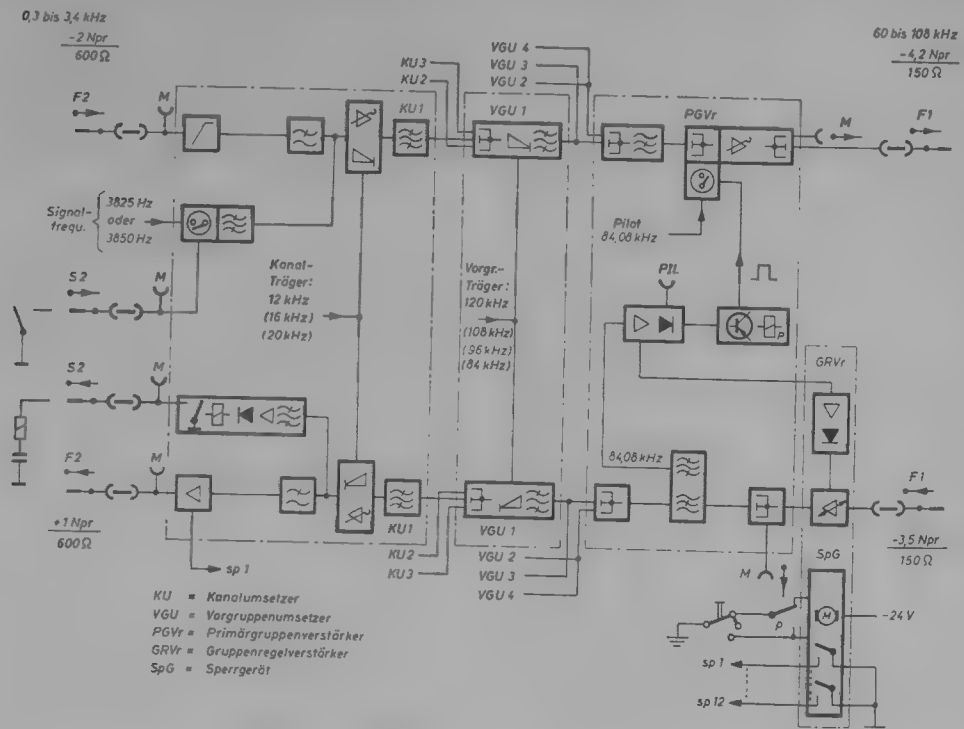 0,3 bis 3,4 kHz
-2 Npr
600Ω
60 bis 108 kHz
-4,2 Npr
150 Ω
F2
M
KU3
KU2
KU1
VGU 4
VGU 3
VGU 2
VGU 1
PGVr
M
F1
Signal-
frequ.
3825 Hz
oder
3850 Hz
Pilot
84,08 kHz
S2
M
Kanal-
Träger:
12 kHz
(16 kHz)
(20 kHz)
Vorgr.-
Träger:
120 kHz
(108 kHz)
(96 kHz)
(84 kHz)
PIL
p
GRVr
S2
M
F2
M
84,08 kHz
F1
+1 Npr
600Ω
KU1
VGU 1
-3,5 Npr
150 Ω
sp 1
KU2
KU3
VGU 2
VGU 3
VGU 4
M
SpG
KU = Kanalumsetzer
VGU = Vorgruppenumsetzer
PGVr = Primärgruppenverstärker
GRVr = Gruppenregelverstärker
SpG = Sperrgerät
p
M
-24 V
sp 1
sp 12